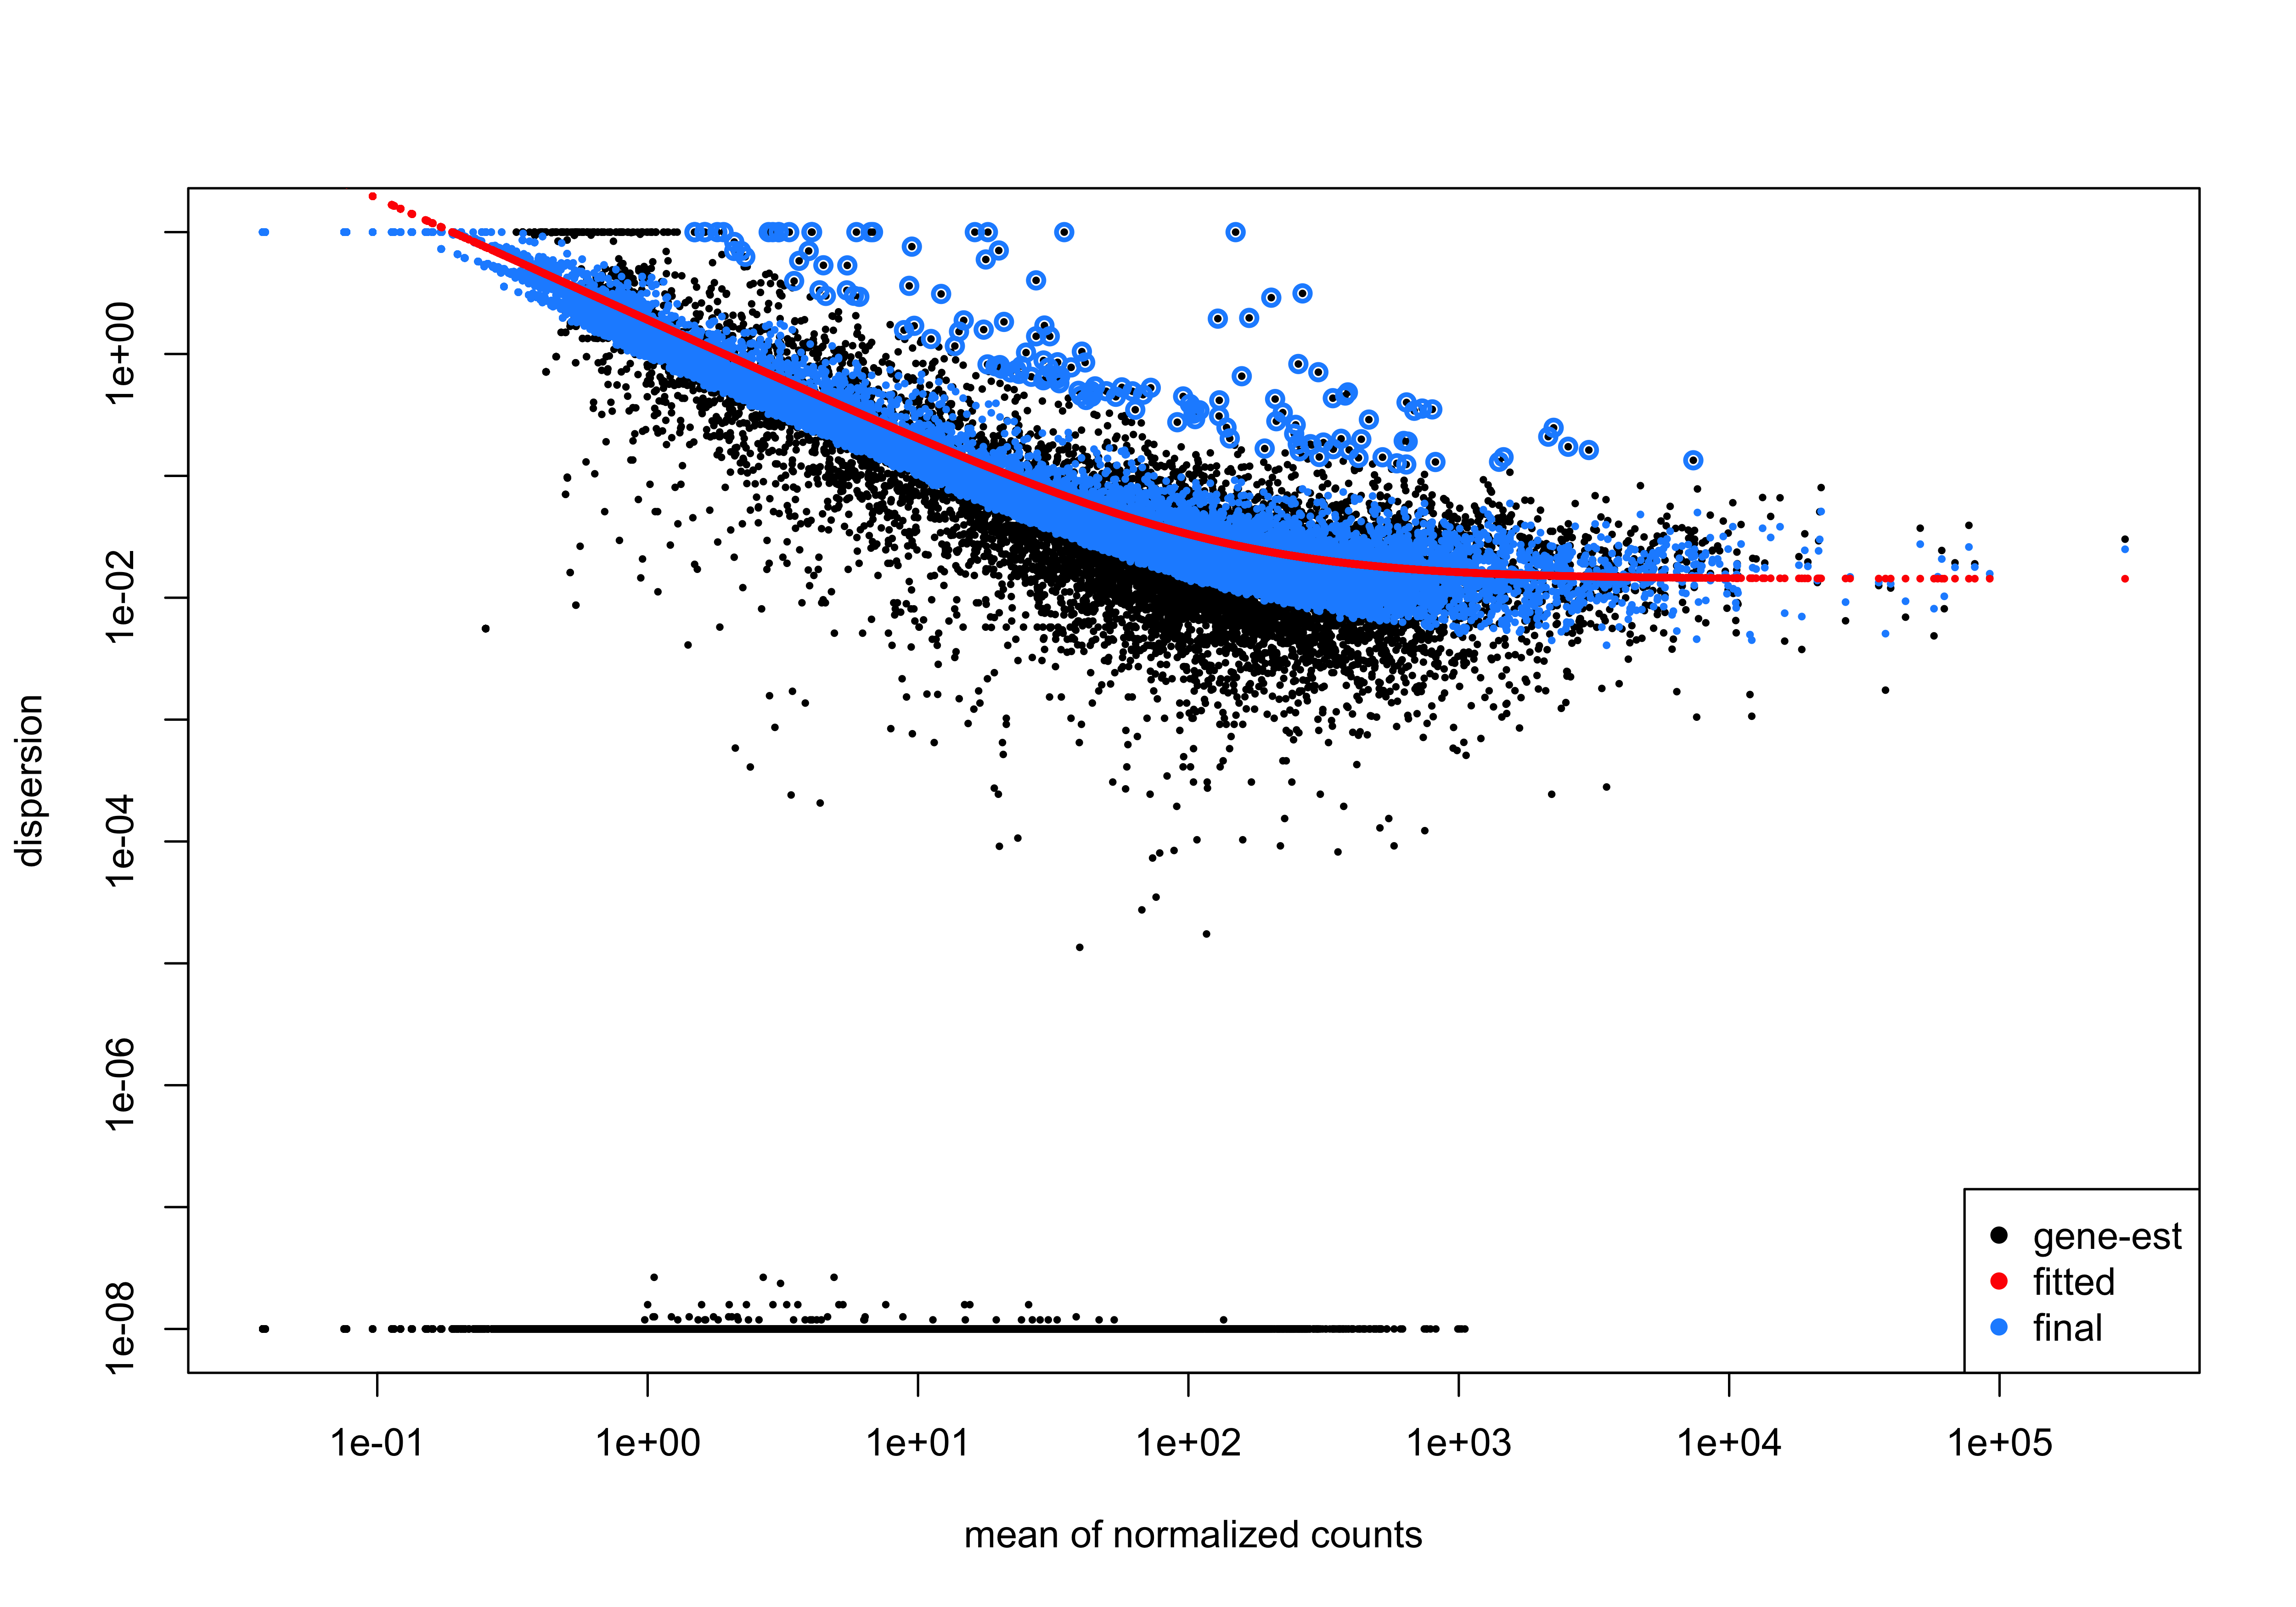 dispersion
1e+00
1e-02
1e-04
1e-06
1e-08
1e-01
1e+00
1e+01
1e+02
1e+03
1e+04
1e+05
mean of normalized counts
gene-est
fitted
final